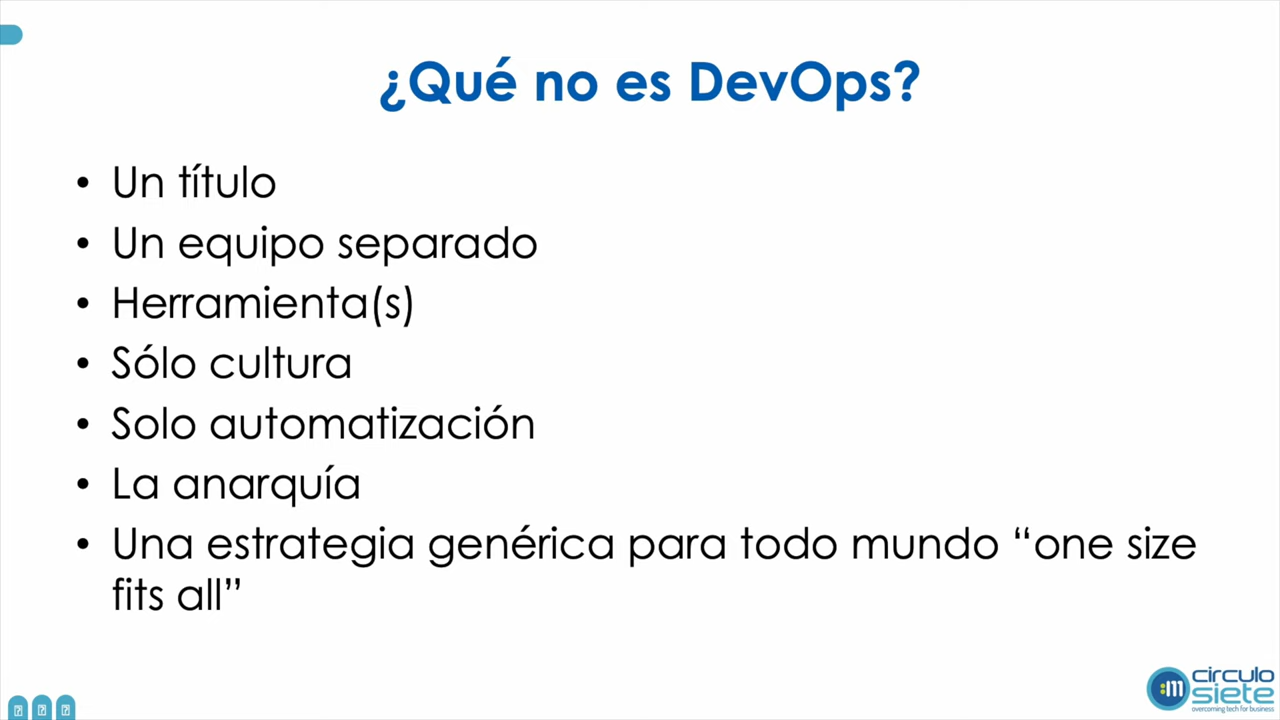 ¿Qué no es DevOps?
• Un título
• Un equipo separado
• Herramienta(s)
• Sólo cultura
• Solo automatización
• La anarquía
• Una estrategia genérica para todo mundo “one size
fits all”
:m
circulo
siete
overcoming tech for business